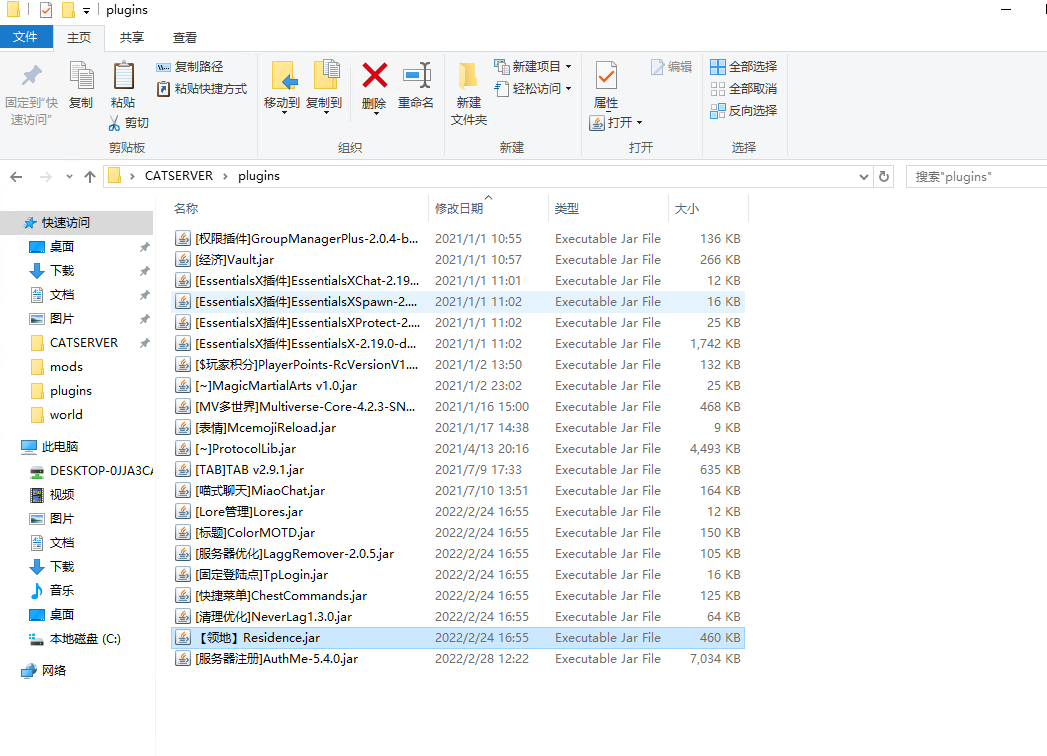 plugins
文件 主页 共享 查看
固定到"快速访问"
复制
粘贴
复制路径
粘贴快捷方式
剪切
剪贴板
移动到
复制到
删除
重命名
组织
新建
文件夹
新建项目
轻松访问
新建
属性
打开
编辑
打开
全部选择
全部取消
反向选择
选择
CATSERVER > plugins
搜索"plugins"
快速访问
桌面
下载
文档
图片
CATSERVER
mods
plugins
world
此电脑
DESKTOP-0JJA3CA
视频
图片
文档
下载
音乐
桌面
本地磁盘 (C:)
网络
名称 修改日期 类型 大小
[权限插件]GroupManagerPlus-2.0.4-b... 2021/1/1 10:55 Executable Jar File 136 KB
[经济]Vault.jar 2021/1/1 10:57 Executable Jar File 266 KB
[EssentialsX插件]EssentialsXChat-2.19... 2021/1/1 11:01 Executable Jar File 12 KB
[EssentialsX插件]EssentialsXSpawn-2.... 2021/1/1 11:02 Executable Jar File 16 KB
[EssentialsX插件]EssentialsXProtect-2.... 2021/1/1 11:02 Executable Jar File 25 KB
[EssentialsX插件]EssentialsX-2.19.0-d... 2021/1/1 11:02 Executable Jar File 1,742 KB
[$玩家积分]PlayerPoints-RcVersionV1.... 2021/1/2 13:50 Executable Jar File 132 KB
[~]MagicMartialArts v1.0.jar 2021/1/2 23:02 Executable Jar File 25 KB
[MV多世界]Multiverse-Core-4.2.3-SN... 2021/1/16 15:00 Executable Jar File 468 KB
[表情]McemojiReload.jar 2021/1/17 14:38 Executable Jar File 9 KB
[~]ProtocolLib.jar 2021/4/13 20:16 Executable Jar File 4,493 KB
[TAB]TAB v2.9.1.jar 2021/7/9 17:33 Executable Jar File 635 KB
[喵式聊天]MiaoChat.jar 2021/7/10 13:51 Executable Jar File 164 KB
[Lore管理]Lores.jar 2022/2/24 16:55 Executable Jar File 12 KB
[标题]ColorMOTD.jar 2022/2/24 16:55 Executable Jar File 150 KB
[服务器优化]LaggRemover-2.0.5.jar 2022/2/24 16:55 Executable Jar File 105 KB
[固定登陆点]TpLogin.jar 2022/2/24 16:55 Executable Jar File 16 KB
[快捷菜单]ChestCommands.jar 2022/2/24 16:55 Executable Jar File 125 KB
[清理优化]NeverLag1.3.0.jar 2022/2/24 16:55 Executable Jar File 64 KB
【领地】Residence.jar 2022/2/24 16:55 Executable Jar File 460 KB
[服务器注册]AuthMe-5.4.0.jar 2022/2/28 12:22 Executable Jar File 7,034 KB